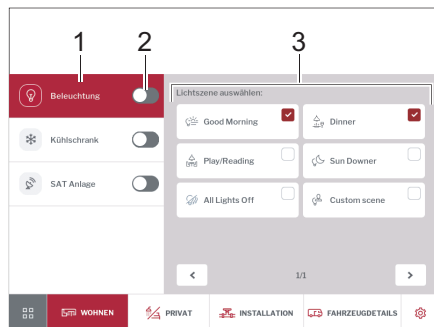 1 2 3
Beleuchtung
Kühlschrank
SAT Anlage
Lichtszene auswählen:
Good Morning
Dinner
Play/Reading
Sun Downer
All Lights Off
Custom scene
1/1
WOHNEN
PRIVAT
INSTALLATION
FAHRZEUGDETAILS